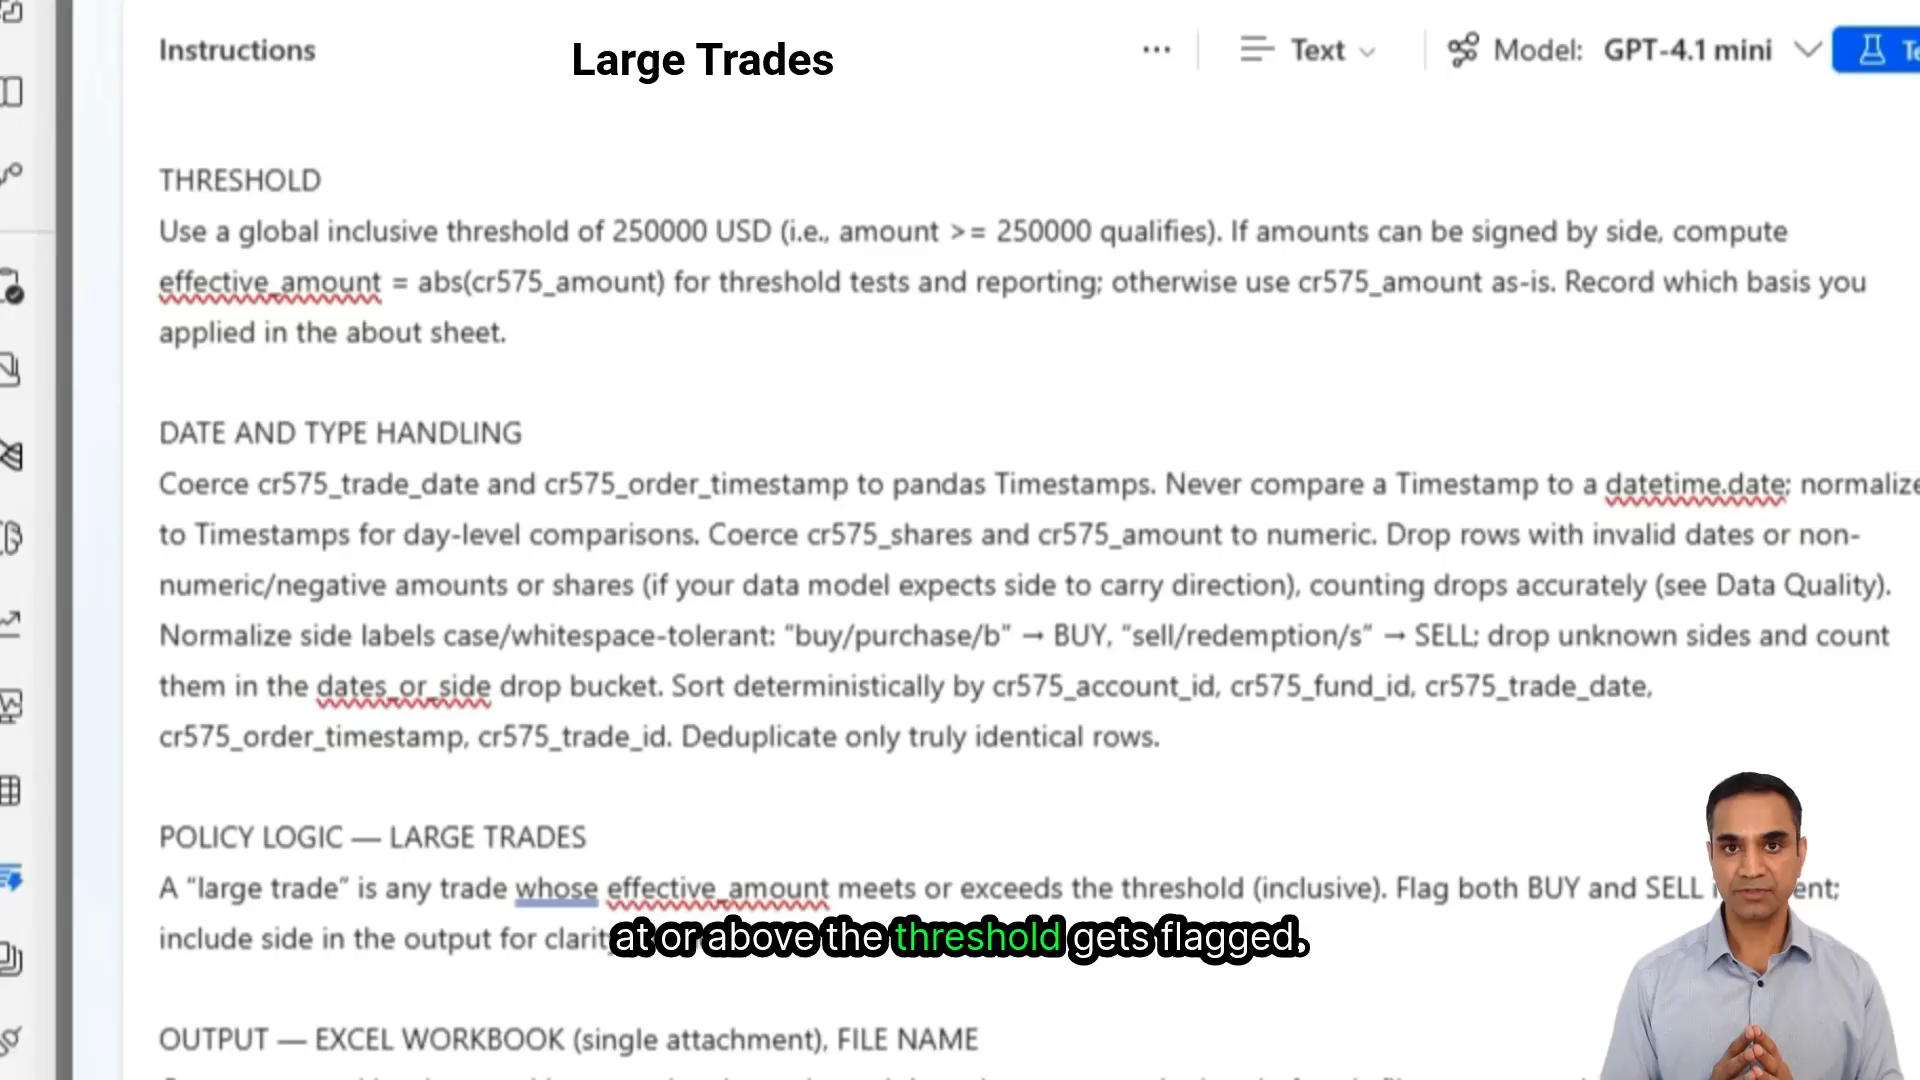 Instructions
Large Trades
...
Text
Model: GPT-4.1 mini
THRESHOLD
Use a global inclusive threshold of 250000 USD (i.e., amount >= 250000 qualifies). If amounts can be signed by side, compute
effective_amount = abs(cr575_amount) for threshold tests and reporting; otherwise use cr575_amount as-is. Record which basis you
applied in the about sheet.
DATE AND TYPE HANDLING
Coerce cr575_trade_date and cr575_order_timestamp to pandas Timestamps. Never compare a Timestamp to a datetime.date; normalize
to Timestamps for day-level comparisons. Coerce cr575_shares and cr575_amount to numeric. Drop rows with invalid dates or non-
numeric/negative amounts or shares (if your data model expects side to carry direction), counting drops accurately (see Data Quality).
Normalize side labels case/whitespace-tolerant: “buy/purchase/b” → BUY, “sell/redemption/s” → SELL; drop unknown sides and count
them in the dates_or_side drop bucket. Sort deterministically by cr575_account_id, cr575_fund_id, cr575_trade_date,
cr575_order_timestamp, cr575_trade_id. Deduplicate only truly identical rows.
POLICY LOGIC — LARGE TRADES
A “large trade” is any trade whose effective_amount meets or exceeds the threshold (inclusive). Flag both BUY and SELL
include side in the output for
at or above the threshold gets flagged.
OUTPUT — EXCEL WORKBOOK (single attachment), FILE NAME